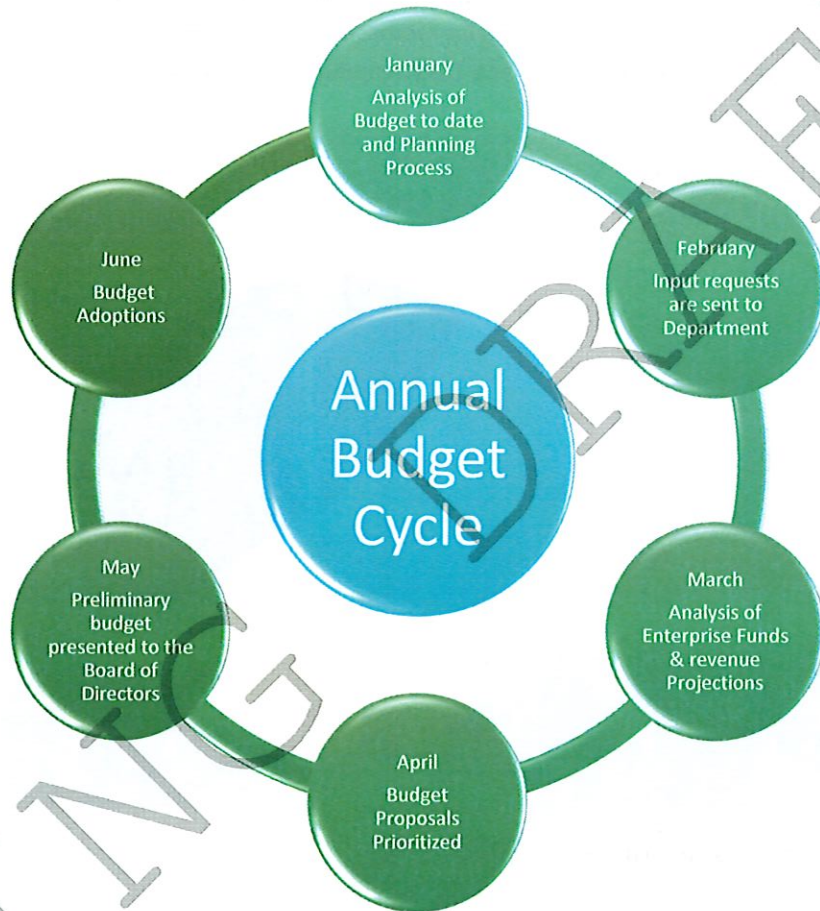 January
Analysis of
Budget to date
and Planning
Process
February
Input requests
are sent to
Department
March
Analysis of
Enterprise Funds
& revenue
Projections
April
Budget
Proposals
Prioritized
May
Preliminary
budget
presented to the
Board of
Directors
June
Budget
Adoptions
Annual
Budget
Cycle